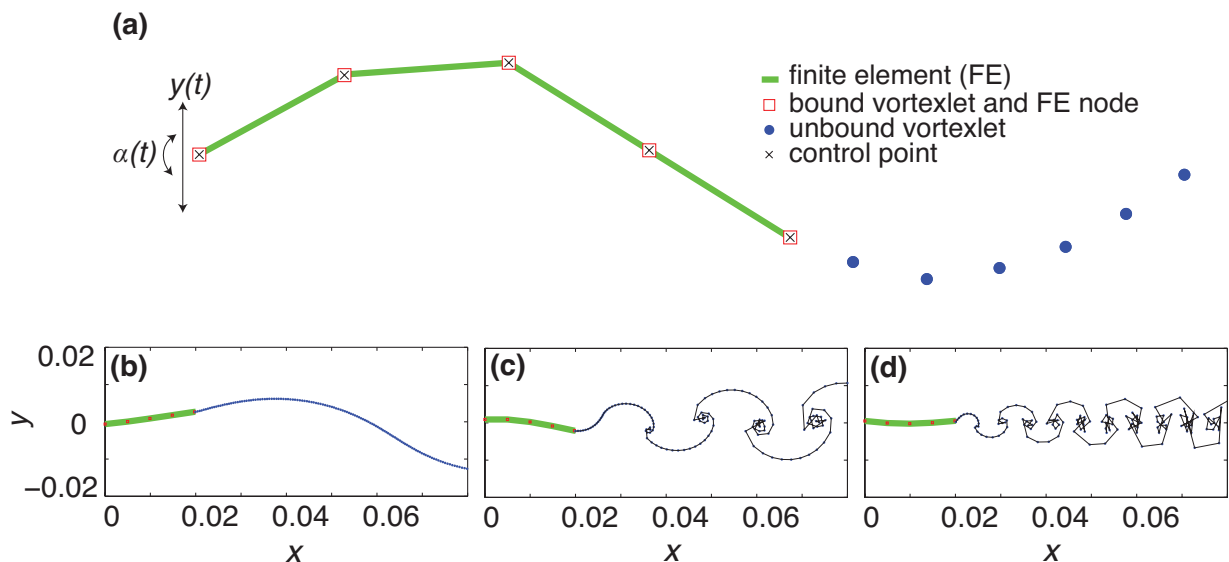 (a)
y(t)
α(t)
finite element (FE)
bound vortexlet and FE node
unbound vortexlet
control point
(b)
(c)
(d)
0.02
0
−0.02
y
0 0.02 0.04 0.06
0 0.02 0.04 0.06
0 0.02 0.04 0.06
x
x
x